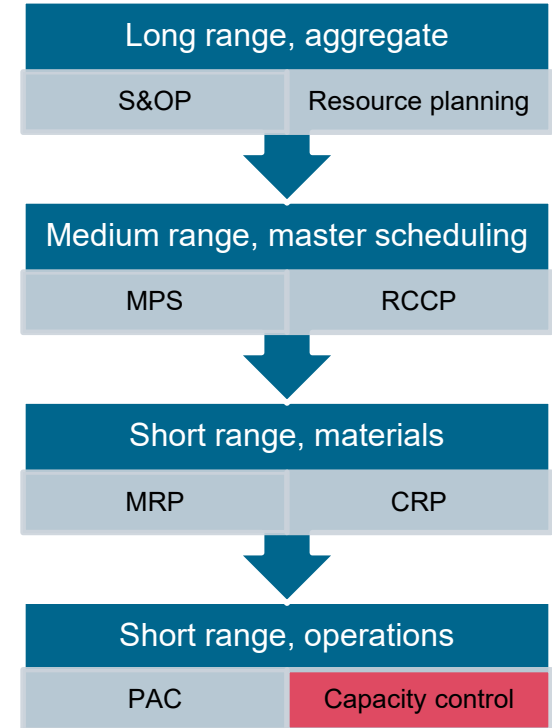 Long range, aggregate
S&OP
Resource planning
Medium range, master scheduling
MPS
RCCP
Short range, materials
MRP
CRP
Short range, operations
PAC
Capacity control